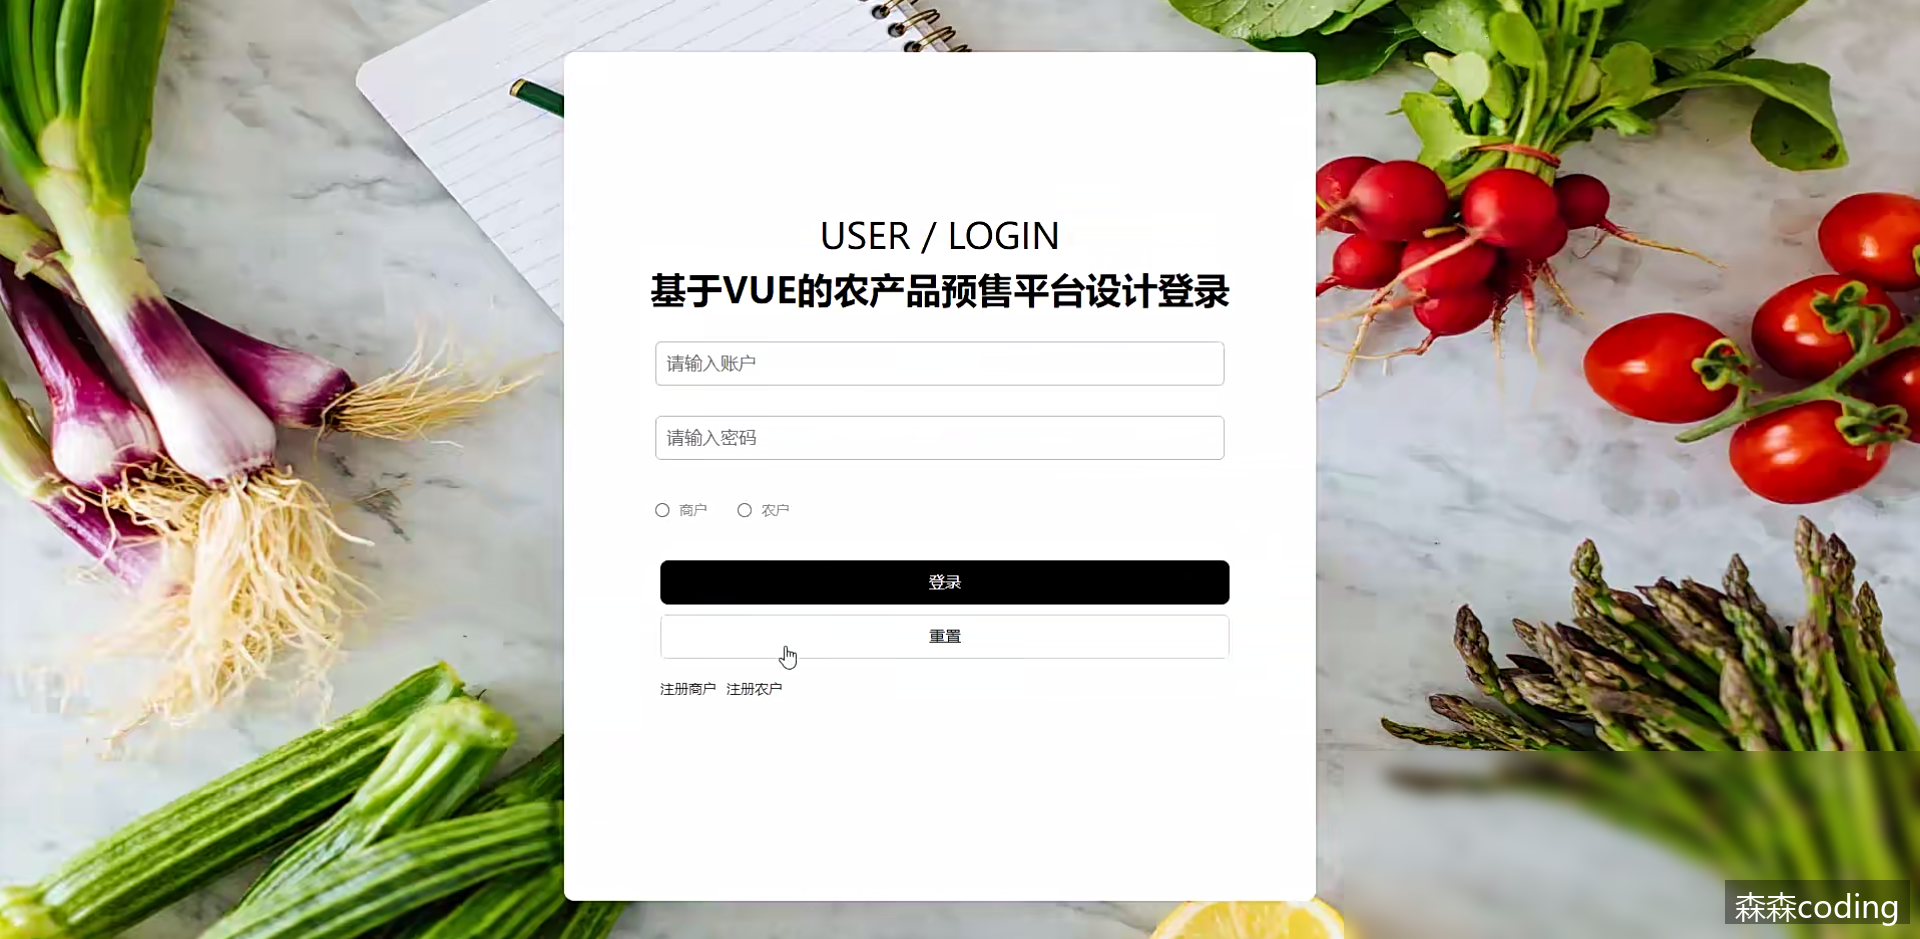 USER / LOGIN
基于VUE的农产品预售平台设计登录
请输入账户
请输入密码
商户 农户
登录
重置
注册商户 注册农户
森森coding